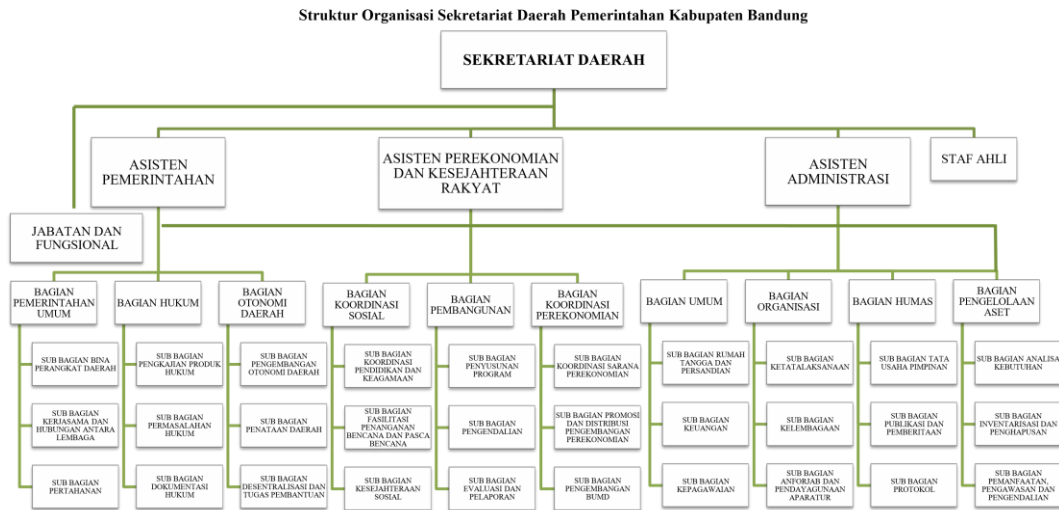 Struktur Organisasi Sekretariat Daerah Pemerintahan Kabupaten Bandung
SEKRETARIAT DAERAH
ASISTEN
PEMERINTAHAN
ASISTEN PEREKONOMIAN
DAN KESEJAHTERAAN
RAKYAT
ASISTEN
ADMINISTRASI
STAF AHLI
JABATAN DAN
FUNGSIONAL
BAGIAN
PEMERINTAHAN
UMUM
BAGIAN HUKUM
BAGIAN
OTONOMI
DAERAH
BAGIAN
KOORDINASI
SOSIAL
BAGIAN
PEMBANGUNAN
BAGIAN
KOORDINASI
PEREKONOMIAN
BAGIAN UMUM
BAGIAN
ORGANISASI
BAGIAN HUMAS
BAGIAN
PENGELOLAAN
ASET
SUB BAGIAN BINA
PERANGKAT DAERAH
SUB BAGIAN
PENGKAJIAN PRODUK
HUKUM
SUB BAGIAN
PENGEMBANGAN
OTONOMI DAERAH
SUB BAGIAN
KOORDINASI
PENDIDIKAN DAN
KEAGAMAAN
SUB BAGIAN
PENYUSUNAN
PROGRAM
SUB BAGIAN
KOORDINASI SARANA
PEREKONOMIAN
SUB BAGIAN RUMAH
TANGGA DAN
PERSANDIAN
SUB BAGIAN
KETATALAKSANAAN
SUB BAGIAN TATA
USAHA PIMPINAN
SUB BAGIAN ANALISA
KEBUTUHAN
SUB BAGIAN
KERJASAMA DAN
HUBUNGAN ANTARA
LEMBAGA
SUB BAGIAN
PERMASALAHAN
HUKUM
SUB BAGIAN
PENATAAN DAERAH
SUB BAGIAN
FASILITASI
PENANGANAN
BENCANA DAN PASCA
BENCANA
SUB BAGIAN
PENGENDALIAN
SUB BAGIAN PROMOSI
DAN DISTRIBUSI
PENGEMBANGAN
PEREKONOMIAN
SUB BAGIAN
KEUANGAN
SUB BAGIAN
KELEMBAGAAN
SUB BAGIAN
PUBLIKASI DAN
PEMBERITAAN
SUB BAGIAN
INVENTARISASI DAN
PENGHAPUSAN
SUB BAGIAN
PERTAHANAN
SUB BAGIAN
DOKUMENTASI
HUKUM
SUB BAGIAN
DESENTRALISASI DAN
TUGAS PEMBANTUAN
SUB BAGIAN
KESEJAHTERAAN
SOSIAL
SUB BAGIAN
EVALUASI DAN
PELAPORAN
SUB BAGIAN
PENGEMBANGAN
BUMD
SUB BAGIAN
KEPAGAWAIAN
SUB BAGIAN
ANFORJAB DAN
PENDAYAGUNAAN
APARATUR
SUB BAGIAN
PROTOKOL
SUB BAGIAN
PEMANFAATAN,
PENGAWASAN DAN
PENGENDALIAN